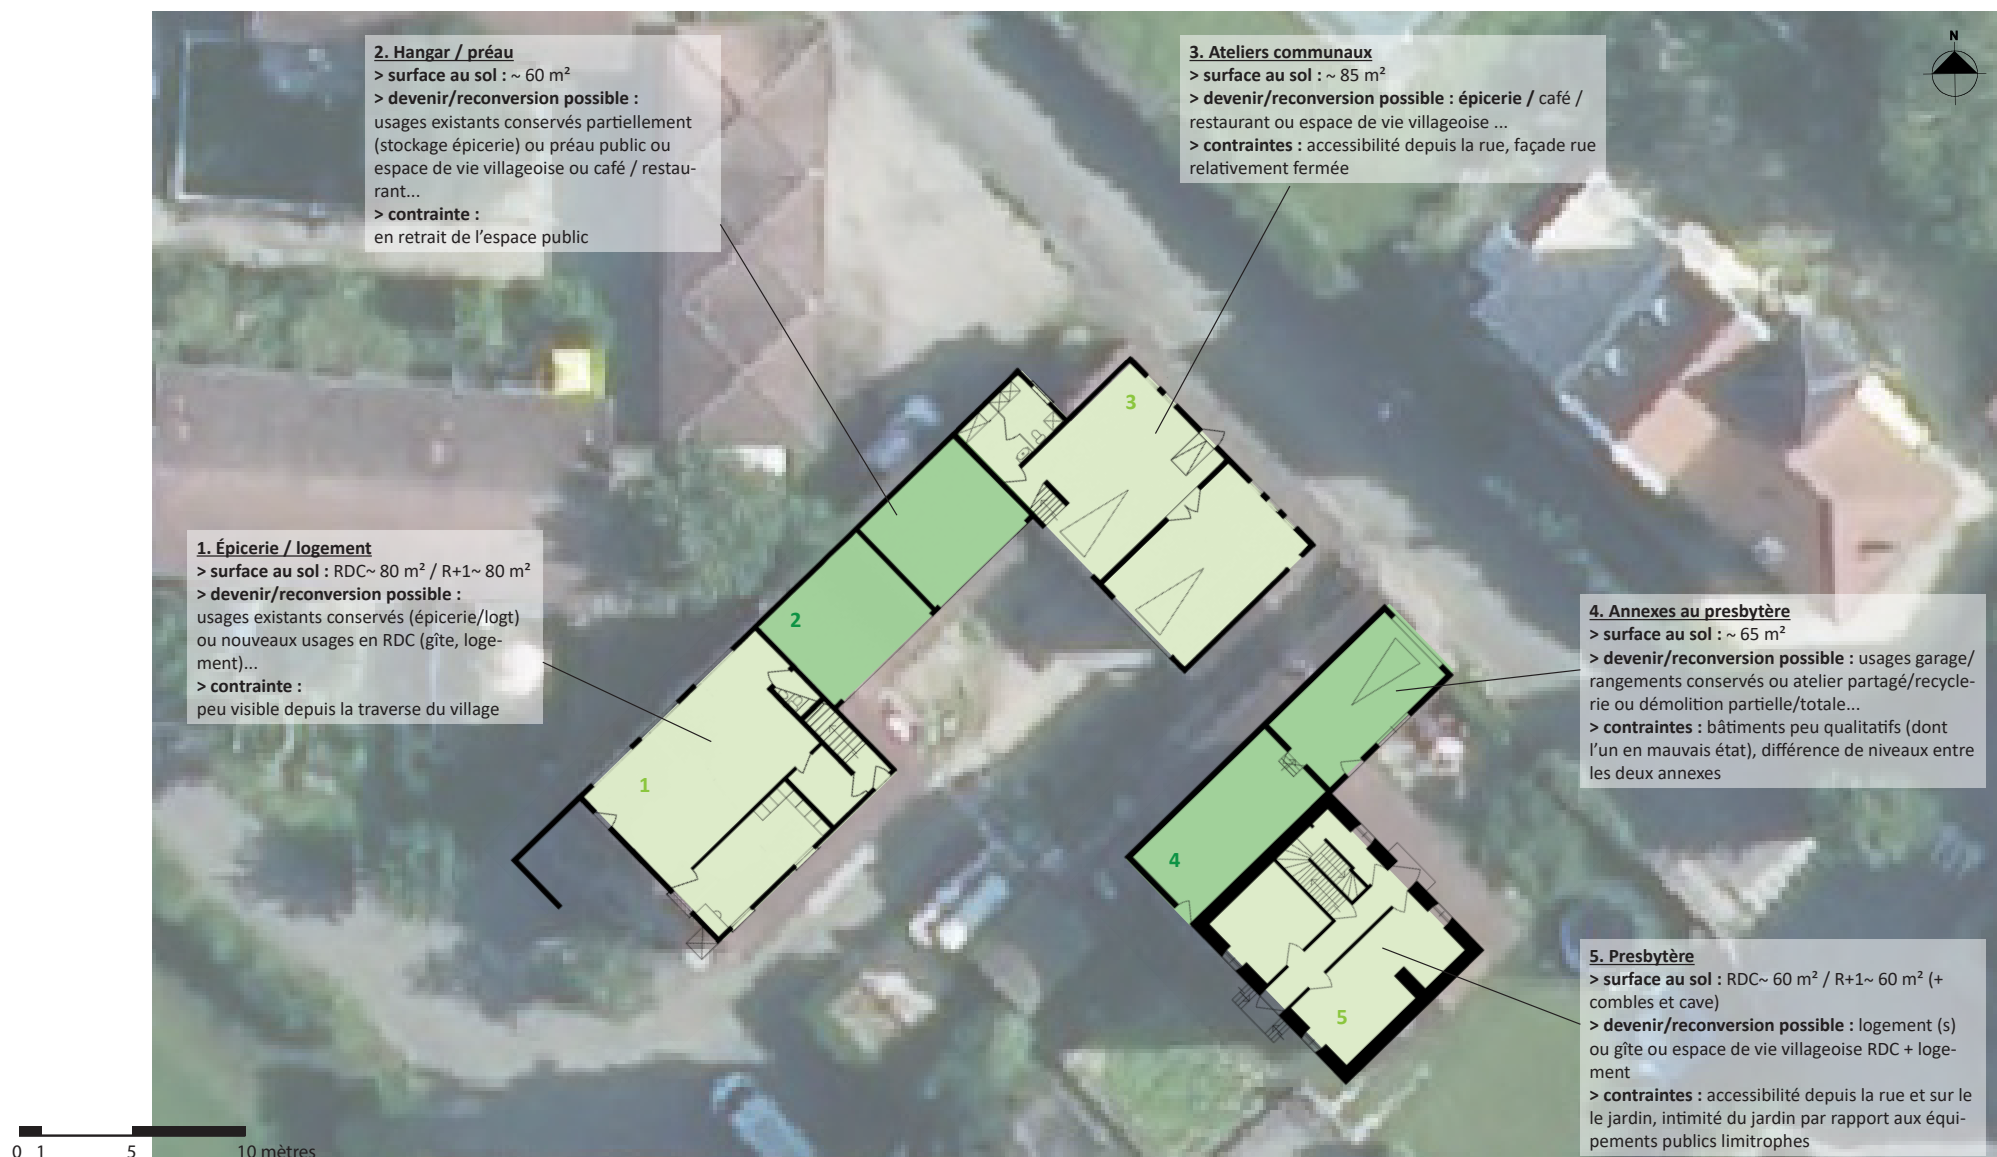 2. Hangar / préau
> surface au sol : ~ 60 m²
> devenir/reconversion possible :
usages existants conservés partiellement
(stockage épicerie) ou préau public ou
espace de vie villageoise ou café / restau-
rant...
> contrainte :
en retrait de l'espace public
3. Ateliers communaux
> surface au sol : ~ 85 m²
> devenir/reconversion possible : épicerie / café /
restaurant ou espace de vie villageoise ...
> contraintes : accessibilité depuis la rue, façade rue
relativement fermée
N
1. Épicerie / logement
> surface au sol : RDC~ 80 m² / R+1~ 80 m²
> devenir/reconversion possible :
usages existants conservés (épicerie/logt)
ou nouveaux usages en RDC (gîte, loge-
ment)...
> contrainte :
peu visible depuis la traverse du village
4. Annexes au presbytère
> surface au sol : ~ 65 m²
> devenir/reconversion possible : usages garage/
rangements conservés ou atelier partagé/recycle-
rie ou démolition partielle/totale...
> contraintes : bâtiments peu qualitatifs (dont
l'un en mauvais état), différence de niveaux entre
les deux annexes
5. Presbytère
> surface au sol : RDC~ 60 m² / R+1~ 60 m² (+
combles et cave)
> devenir/reconversion possible : logement (s)
ou gîte ou espace de vie villageoise RDC + loge-
ment
> contraintes : accessibilité depuis la rue et sur le
le jardin, intimité du jardin par rapport aux équi-
pements publics limitrophes
3
2
1
4
5
0 1 5 10 mètres